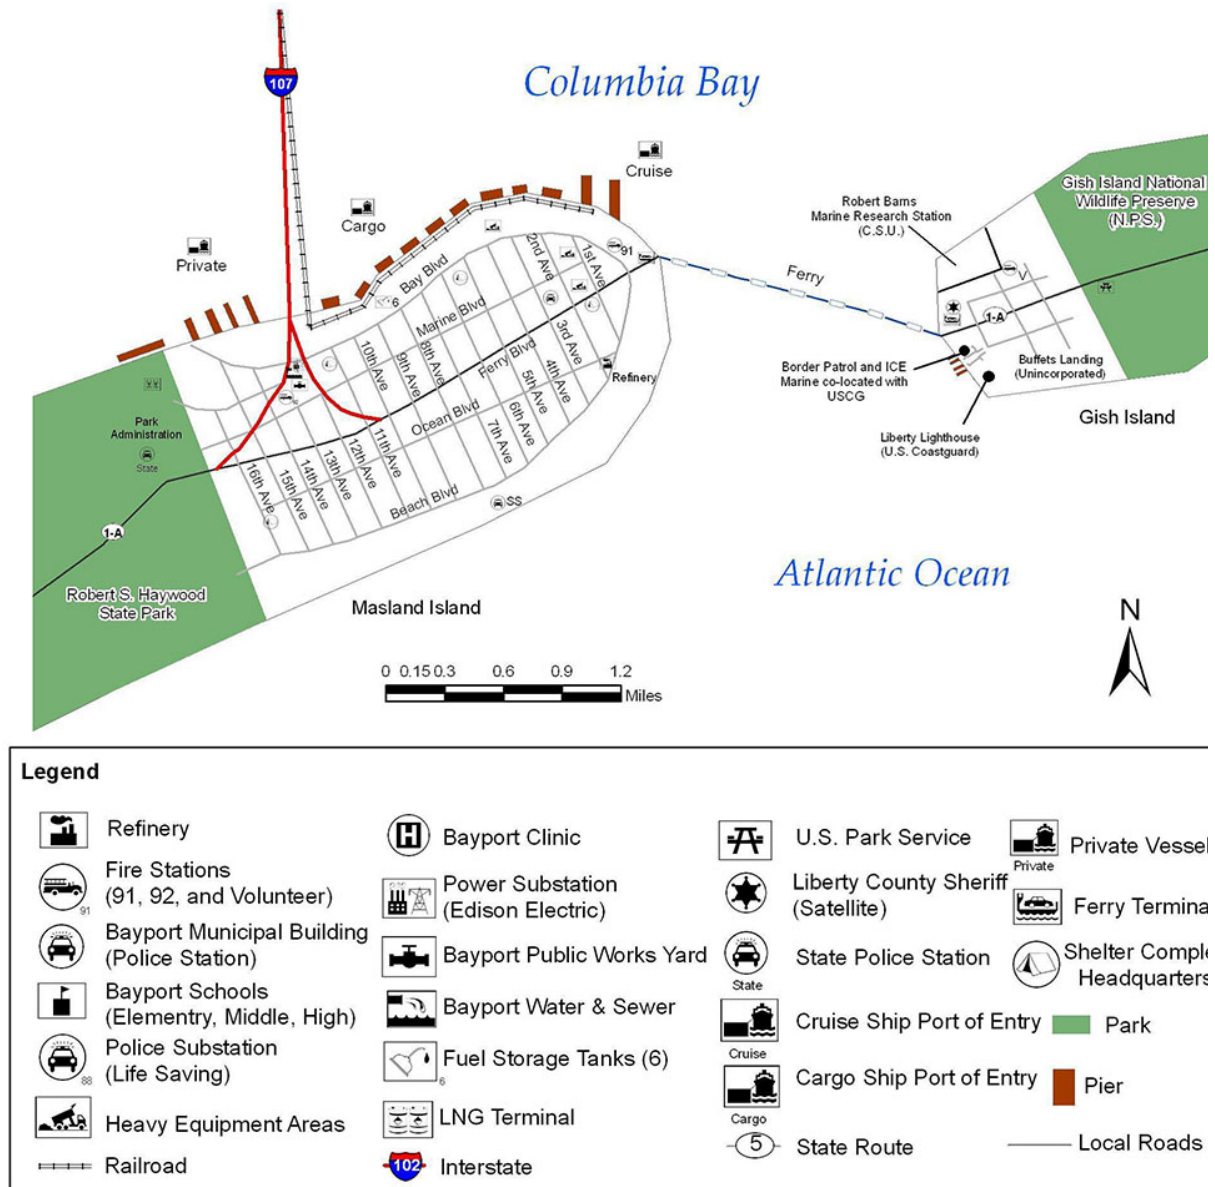 107
Columbia Bay
Cruise
Cargo
Private
Gish Island National
Wildlife Preserve
(N.P.S.)
Robert Barns
Marine Research Station
(C.S.U.)
91
2nd Ave
1st Ave
Bay Blvd
Ferry
V
6
Marine Blvd
1-A
10th Ave
9th Ave
8th Ave
3rd Ave
Ferry Blvd
4th Ave
5th Ave
Refinery
Border Patrol and ICE
Marine co-located with
USCG
Buffets Landing
(Unincorporated)
Gish Island
Ocean Blvd
6th Ave
7th Ave
Park
Administration
State
11th Ave
12th Ave
13th Ave
14th Ave
15th Ave
16th Ave
Liberty Lighthouse
(U.S. Coastguard)
Beach Blvd
SS
1-A
Atlantic Ocean
Robert S. Haywood
State Park
Masland Island
N
0 0.15 0.3 0.6 0.9 1.2
Miles
Legend
Refinery
Fire Stations
(91, 92, and Volunteer)
91
Bayport Municipal Building
(Police Station)
Bayport Schools
(Elementry, Middle, High)
Police Substation
(Life Saving)
88
Heavy Equipment Areas
Railroad
H
Bayport Clinic
Power Substation
(Edison Electric)
Bayport Public Works Yard
Bayport Water & Sewer
Fuel Storage Tanks (6)
6
LNG Terminal
102
Interstate
U.S. Park Service
Liberty County Sheriff
(Satellite)
State Police Station
State
Cruise Ship Port of Entry
Cruise
Cargo Ship Port of Entry
Cargo
5
State Route
Private Vessel
Private
Ferry Termina
Shelter Comple
Headquarters
Park
Pier
Local Roads